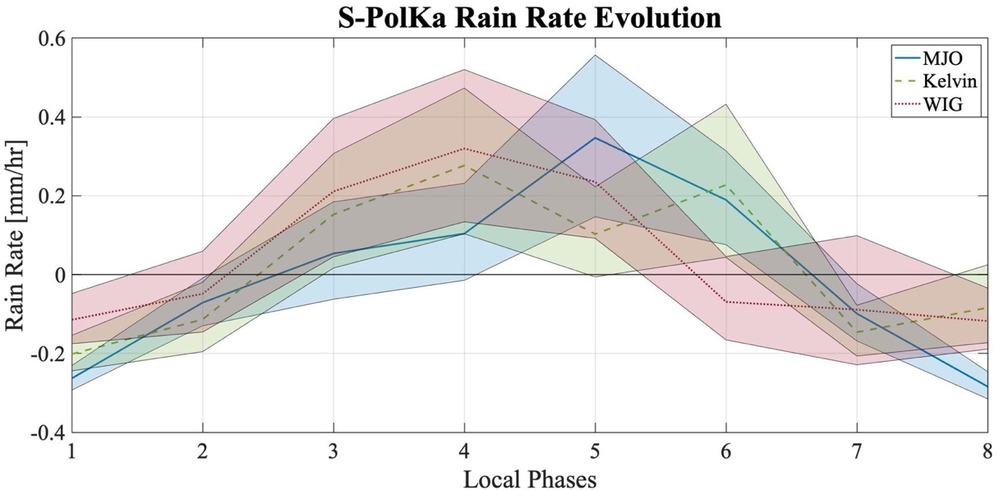 S-PolKa Rain Rate Evolution
MJO
Kelvin
WIG
Rain Rate [mm/hr]
0.6
0.4
0.2
0
-0.2
-0.4
1 2 3 4 5 6 7 8
Local Phases